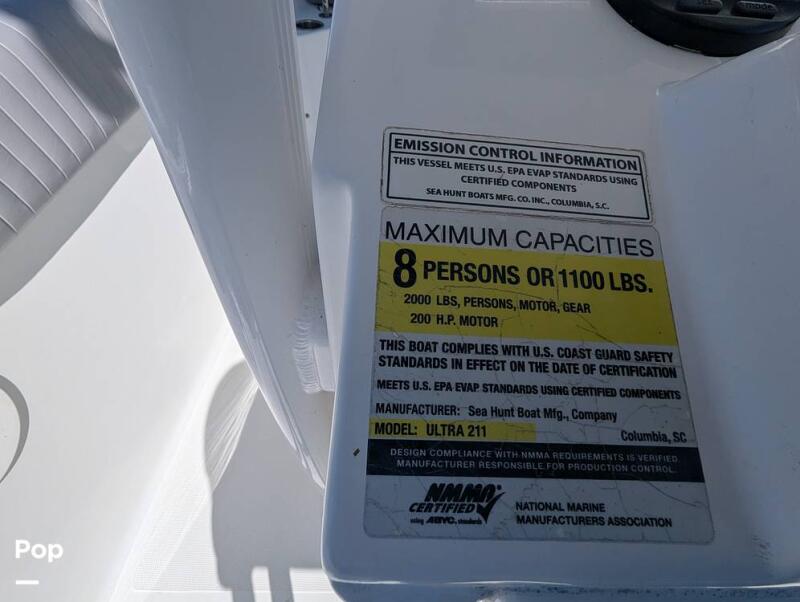 mode
EMISSION CONTROL INFORMATION
THIS VESSEL MEETS U.S. EPA EVAP STANDARDS USING
CERTIFIED COMPONENTS
SEA HUNT BOATS MFG. CO. INC., COLUMBIA, S.C.
MAXIMUM CAPACITIES
8 PERSONS OR 1100 LBS.
2000 LBS, PERSONS, MOTOR, GEAR
200 H.P. MOTOR
THIS BOAT COMPLIES WITH U.S. COAST GUARD SAFETY
STANDARDS IN EFFECT ON THE DATE OF CERTIFICATION
MEETS U.S. EPA EVAP STANDARDS USING CERTIFIED COMPONENTS
MANUFACTURER: Sea Hunt Boat Mfg., Company
MODEL: ULTRA 211 Columbia, SC
DESIGN COMPLIANCE WITH NMMA REQUIREMENTS IS VERIFIED.
MANUFACTURER RESPONSIBLE FOR PRODUCTION CONTROL.
NMMA®
CERTIFIED
using ABYC. standards
NATIONAL MARINE
MANUFACTURERS ASSOCIATION
Pop